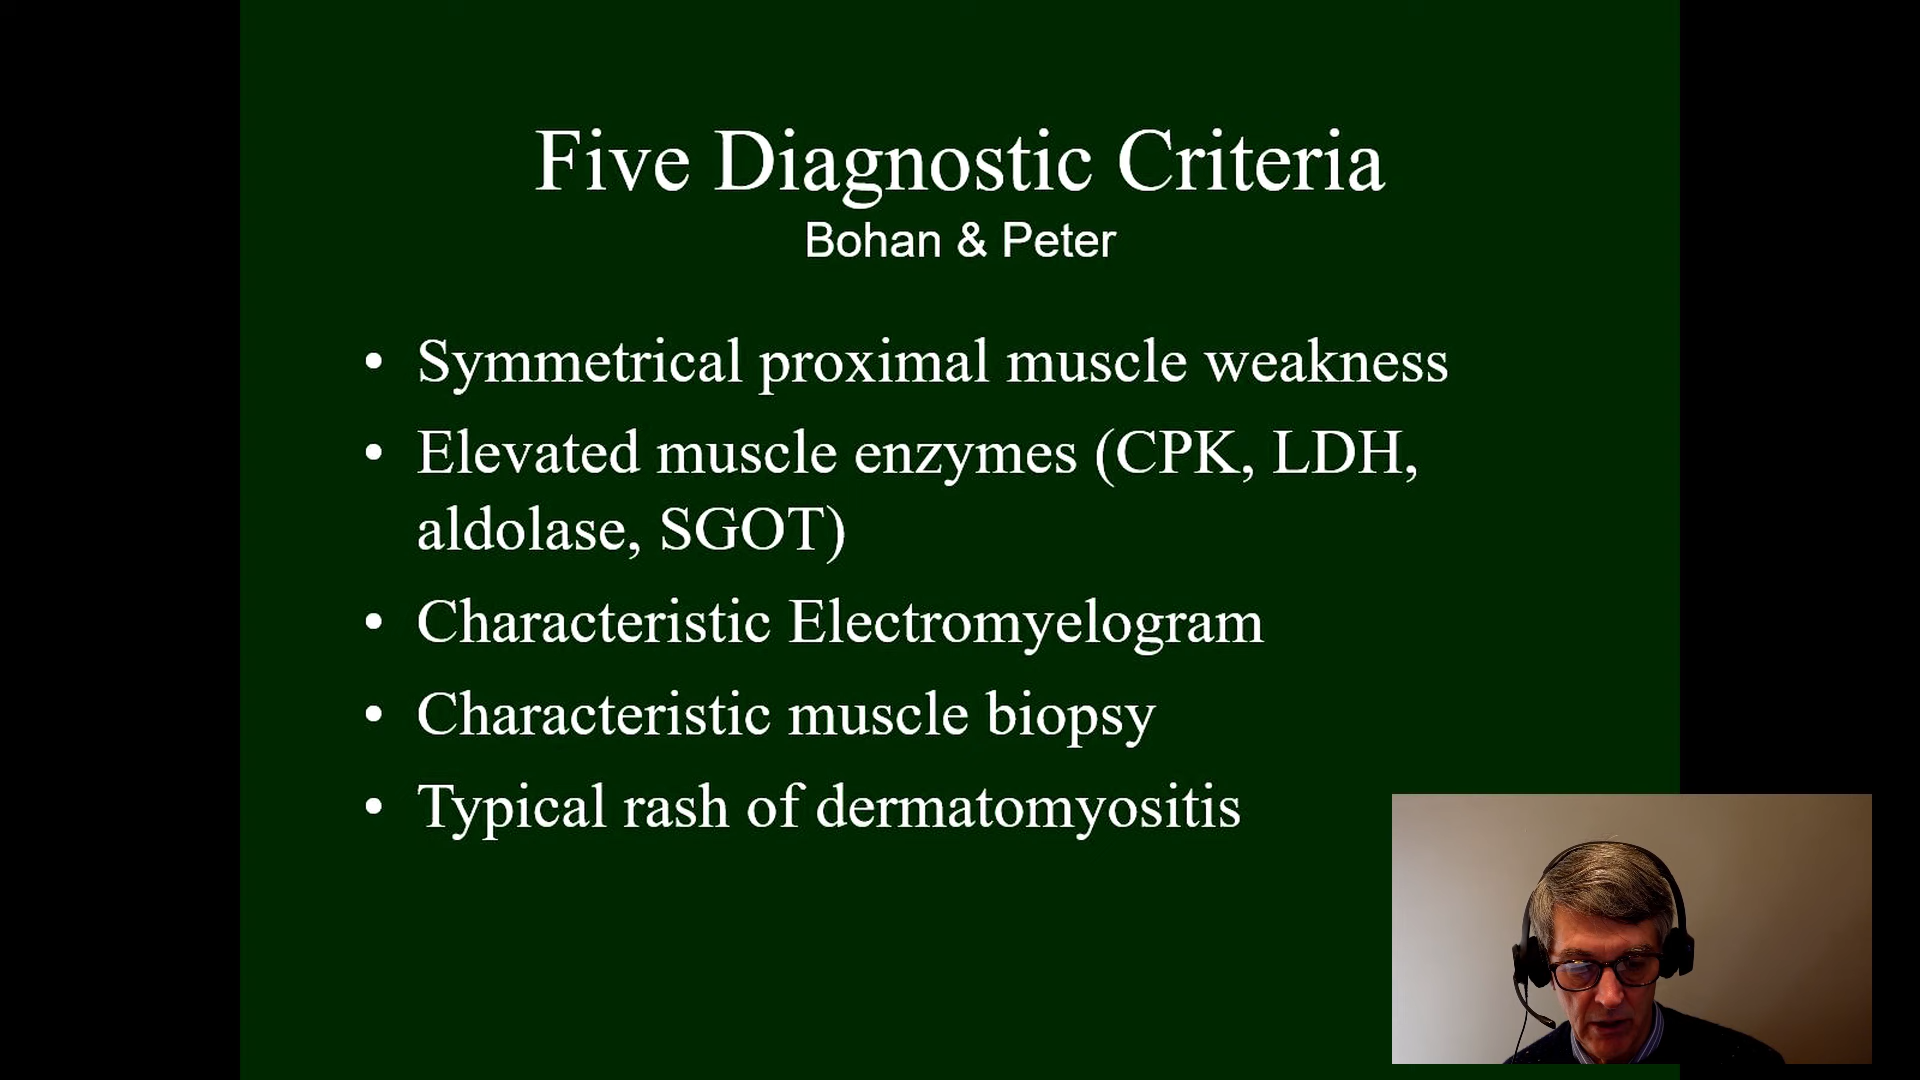 Five Diagnostic Criteria
Bohan & Peter
• Symmetrical proximal muscle weakness
• Elevated muscle enzymes (CPK, LDH,
aldolase, SGOT)
• Characteristic Electromyelogram
• Characteristic muscle biopsy
• Typical rash of dermatomyositis